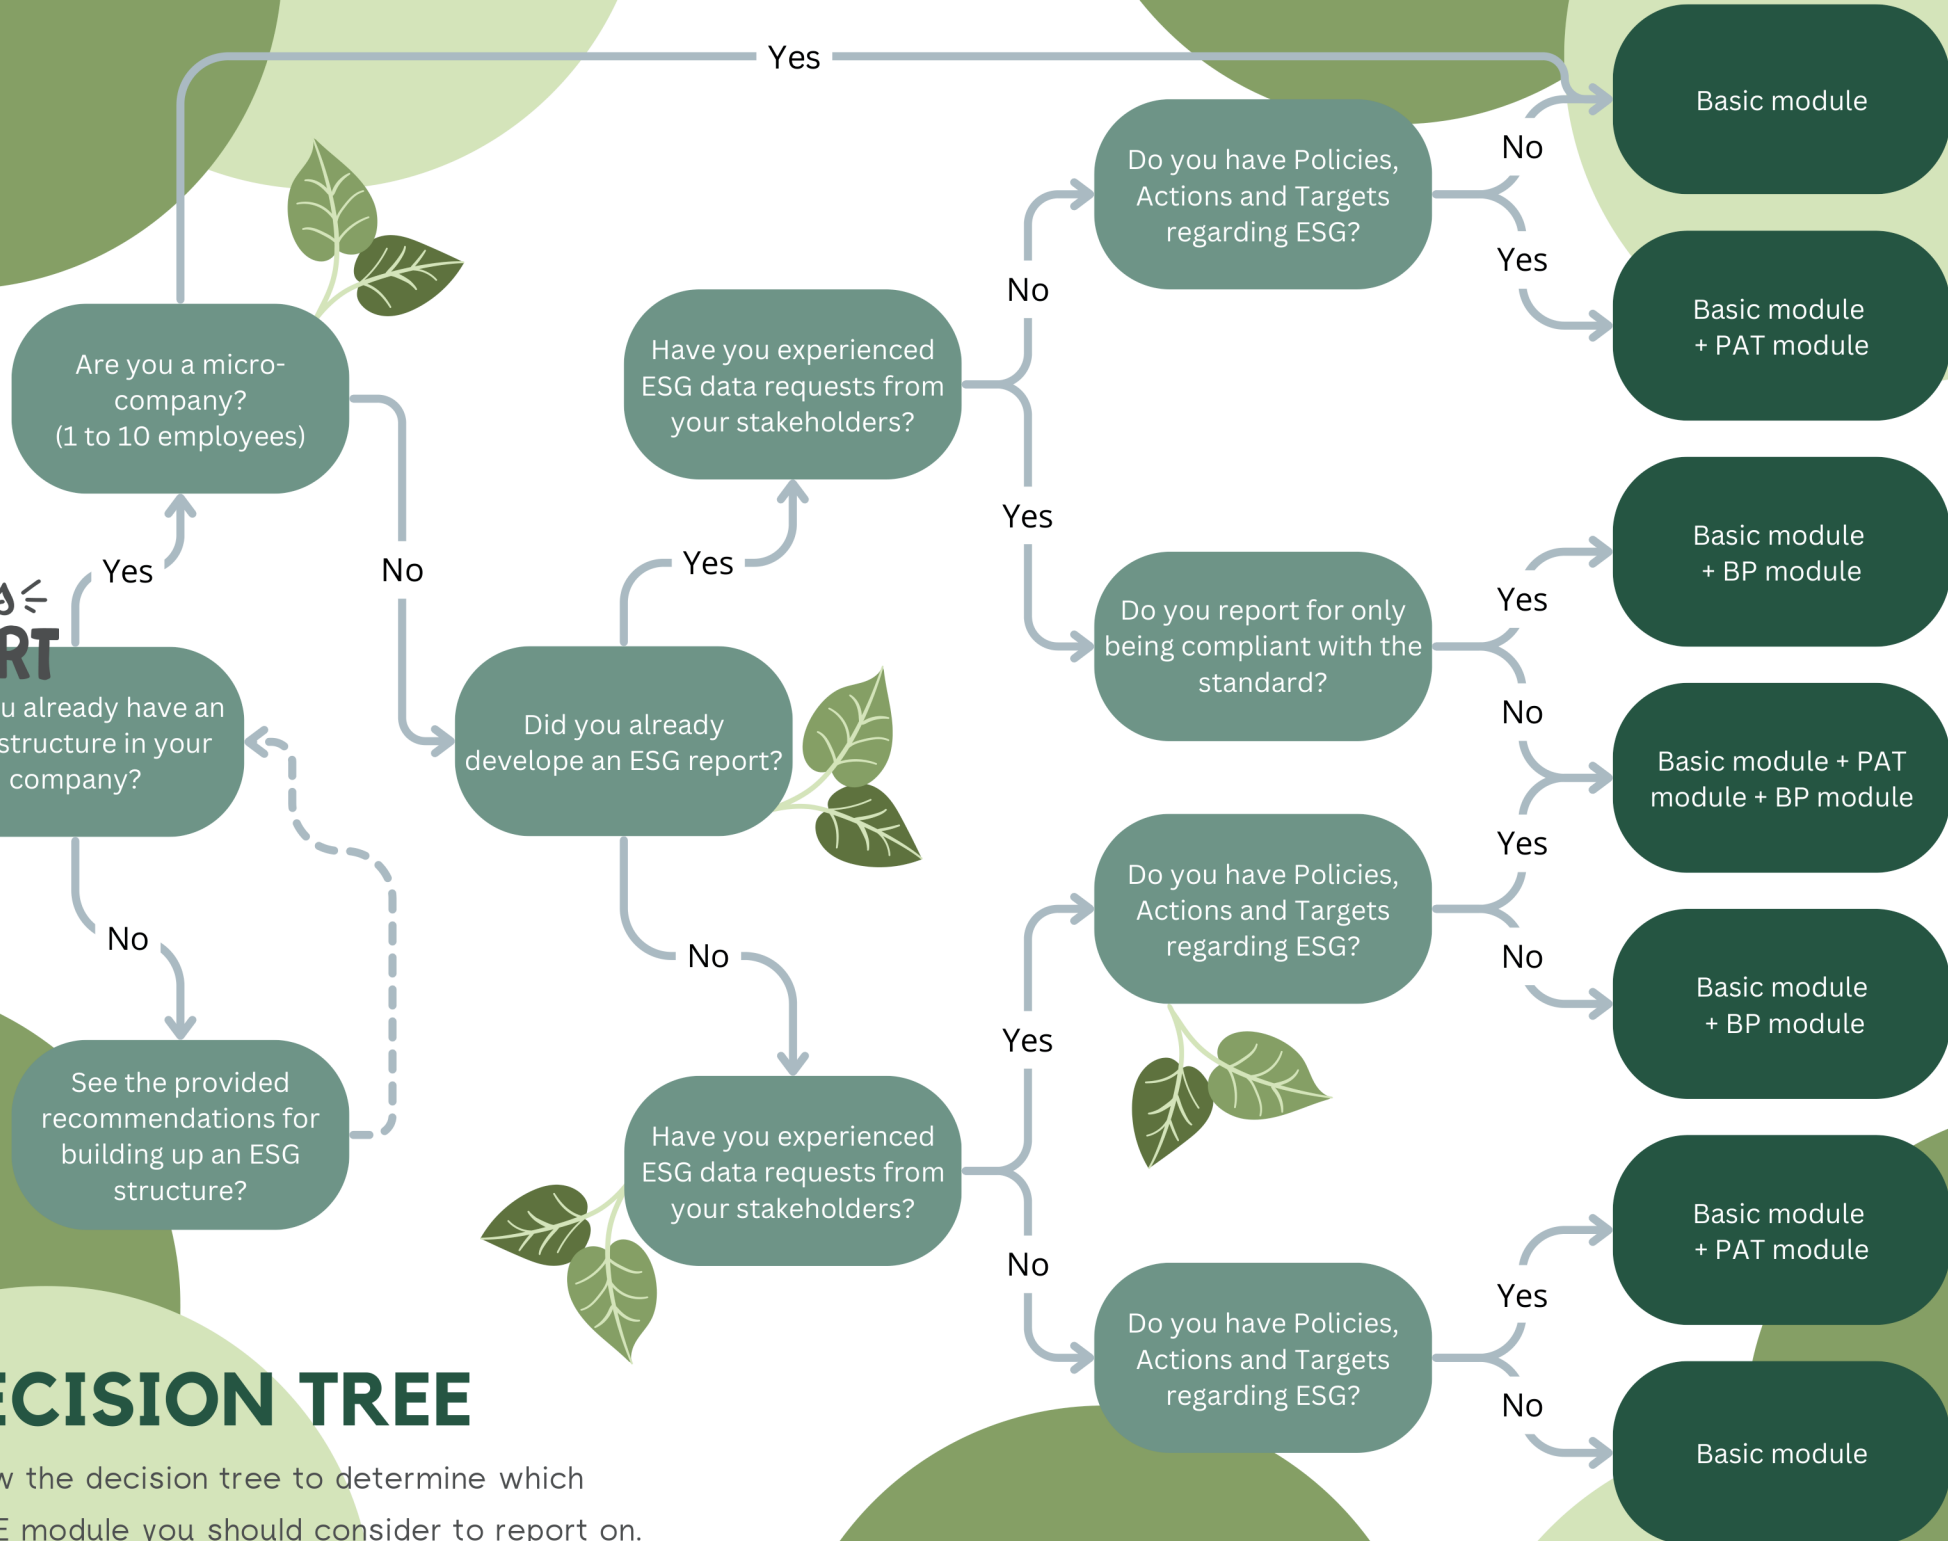 Yes
Basic module
No
Do you have Policies,
Actions and Targets
regarding ESG?
Yes
Basic module
+ PAT module
Are you a micro-
company?
(1 to 10 employees)
Have you experienced
ESG data requests from
your stakeholders?
No
Yes
Yes
No
Yes
Basic module
+ BP module
Yes
Do you report for only
being compliant with the
standard?
No
RT
u already have an
structure in your
company?
Did you already
develope an ESG report?
Basic module + PAT
module + BP module
Yes
Do you have Policies,
Actions and Targets
regarding ESG?
No
No
No
Basic module
+ BP module
Yes
See the provided
recommendations for
building up an ESG
structure?
Have you experienced
ESG data requests from
your stakeholders?
No
Basic module
+ PAT module
Yes
Do you have Policies,
Actions and Targets
regarding ESG?
No
Basic module
ECISION TREE
w the decision tree to determine which
E module you should consider to report on.